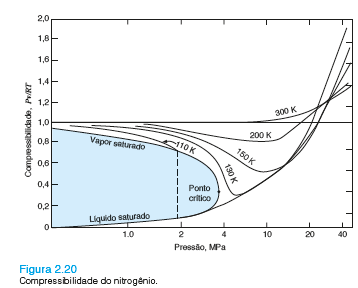 2,0
1,8
1,6
1,4
1,2
1,0
0,8
0,6
0,4
0,2
0
Compressibilidade, Pv/RT
300 K
200 K
150 K
130 K
110 K
Vapor saturado
Ponto
crítico
Líquido saturado
1.0
2
4
10
20
40
Pressão, MPa
Figura 2.20
Compressibilidade do nitrogênio.